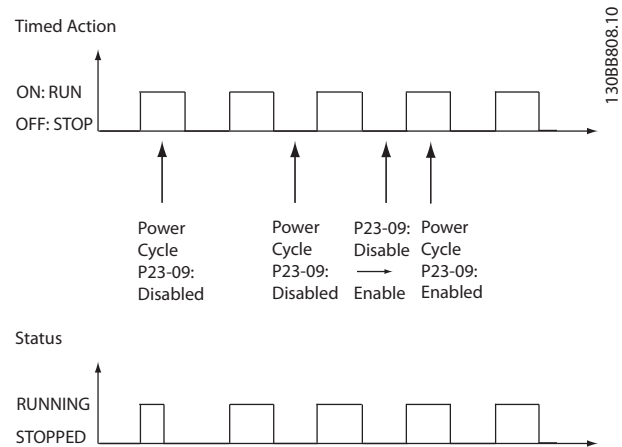 Timed Action
130BB808.10
ON: RUN
OFF: STOP
Power
Cycle
P23-09:
Disabled
Power
Cycle
P23-09:
Disabled
P23-09:
Disable
Enable
Power
Cycle
P23-09:
Enabled
Status
RUNNING
STOPPED